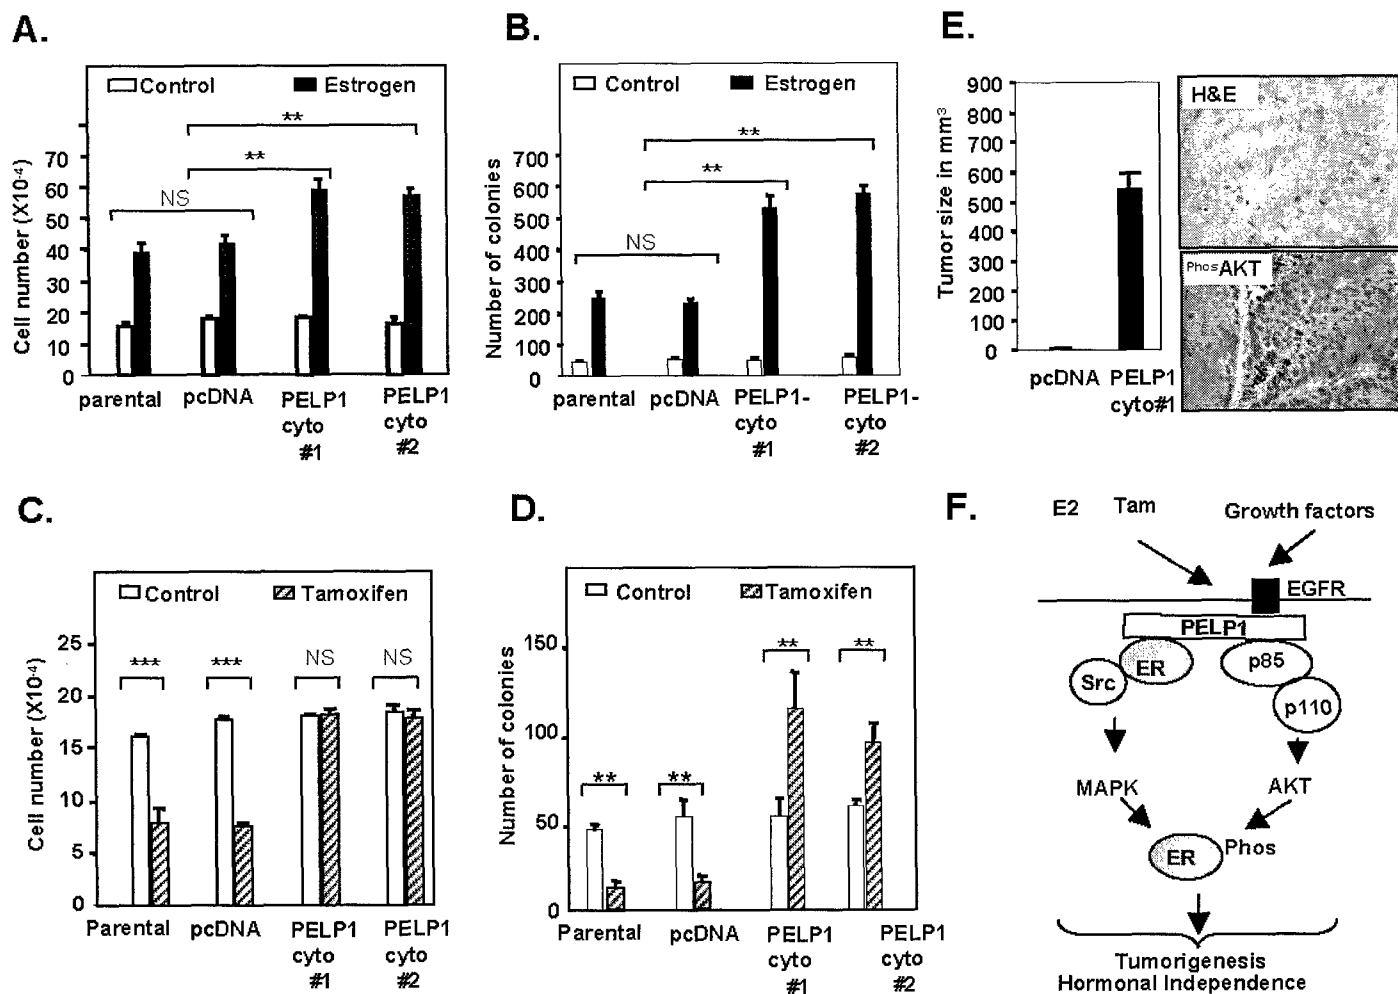 A.
Control
Estrogen
**
**
NS
Cell number (X10-4)
70
60
50
40
30
20
10
0
parental
pcDNA
PELP1
cyto
#1
PELP1
cyto
#2
B.
Control
Estrogen
**
**
NS
Number of colonies
700
600
500
400
300
200
100
0
parental
pcDNA
PELP1-
cyto
#1
PELP1-
cyto
#2
E.
Tumor size in mm3
900
800
700
600
500
400
300
200
100
0
pcDNA
PELP1
cyto#1
H&E
PhosAKT
C.
Control
Tamoxifen
***
***
NS
NS
Cell number (X10-4)
25
20
15
10
5
0
Parental
pcDNA
PELP1
cyto
#1
PELP1
cyto
#2
D.
Control
Tamoxifen
**
**
**
**
Number of colonies
150
100
50
0
Parental
pcDNA
PELP1
cyto
#1
PELP1
cyto
#2
F.
E2 Tam
Growth factors
EGFR
PELP1
Src
ER
p85
p110
MAPK
AKT
ER
Phos
Tumorigenesis
Hormonal Independence